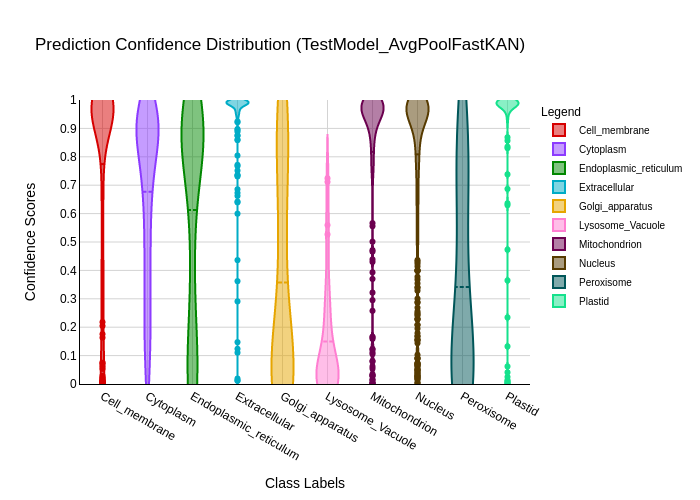 Prediction Confidence Distribution (TestModel_AvgPoolFastKAN)
Legend
Cell_membrane
Cytoplasm
Endoplasmic_reticulum
Extracellular
Golgi_apparatus
Lysosome_Vacuole
Mitochondrion
Nucleus
Peroxisome
Plastid
Confidence Scores
1
0.9
0.8
0.7
0.6
0.5
0.4
0.3
0.2
0.1
0
Cell_membrane
Cytoplasm
Endoplasmic_reticulum
Extracellular
Golgi_apparatus
Lysosome_Vacuole
Mitochondrion
Nucleus
Peroxisome
Plastid
Class Labels